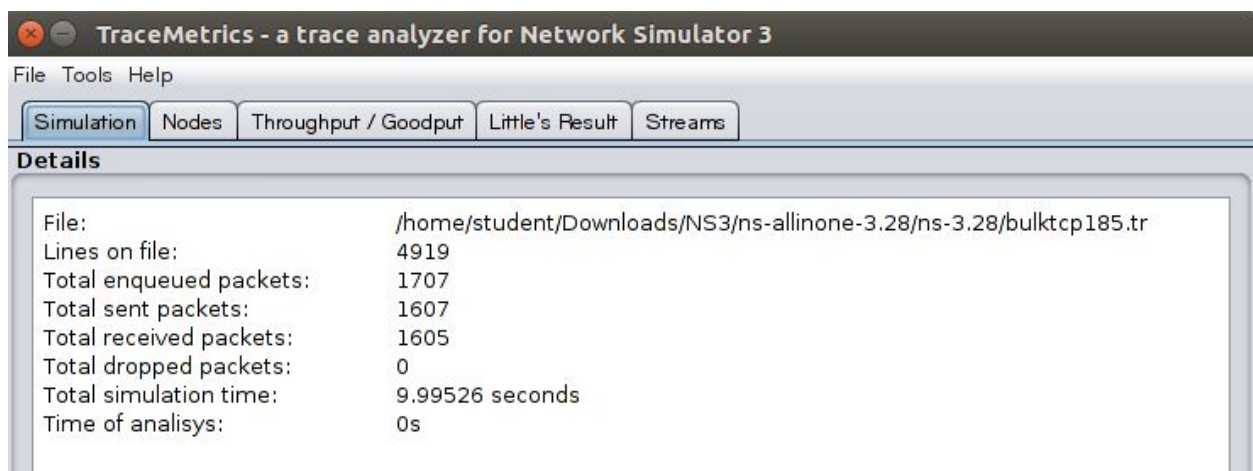 TraceMetrics - a trace analyzer for Network Simulator 3
File Tools Help
Simulation Nodes Throughput / Goodput Little's Result Streams
Details
File: /home/student/Downloads/NS3/ns-allinone-3.28/ns-3.28/bulktcp185.tr
Lines on file: 4919
Total enqueued packets: 1707
Total sent packets: 1607
Total received packets: 1605
Total dropped packets: 0
Total simulation time: 9.99526 seconds
Time of analisys: 0s